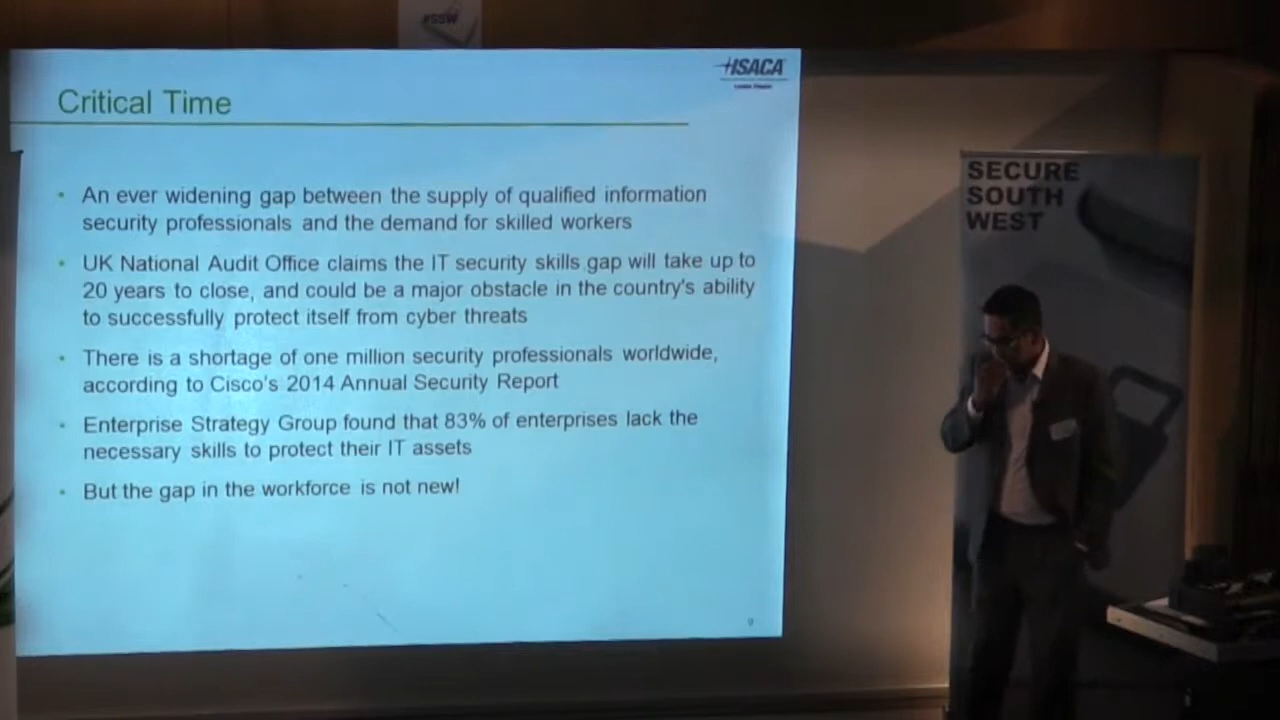 #SSW
ISACA
London Chapter
Critical Time
• An ever widening gap between the supply of qualified information
security professionals and the demand for skilled workers
• UK National Audit Office claims the IT security skills gap will take up to
20 years to close, and could be a major obstacle in the country's ability
to successfully protect itself from cyber threats
• There is a shortage of one million security professionals worldwide,
according to Cisco's 2014 Annual Security Report
• Enterprise Strategy Group found that 83% of enterprises lack the
necessary skills to protect their IT assets
• But the gap in the workforce is not new!
9
SECURE
SOUTH
WEST